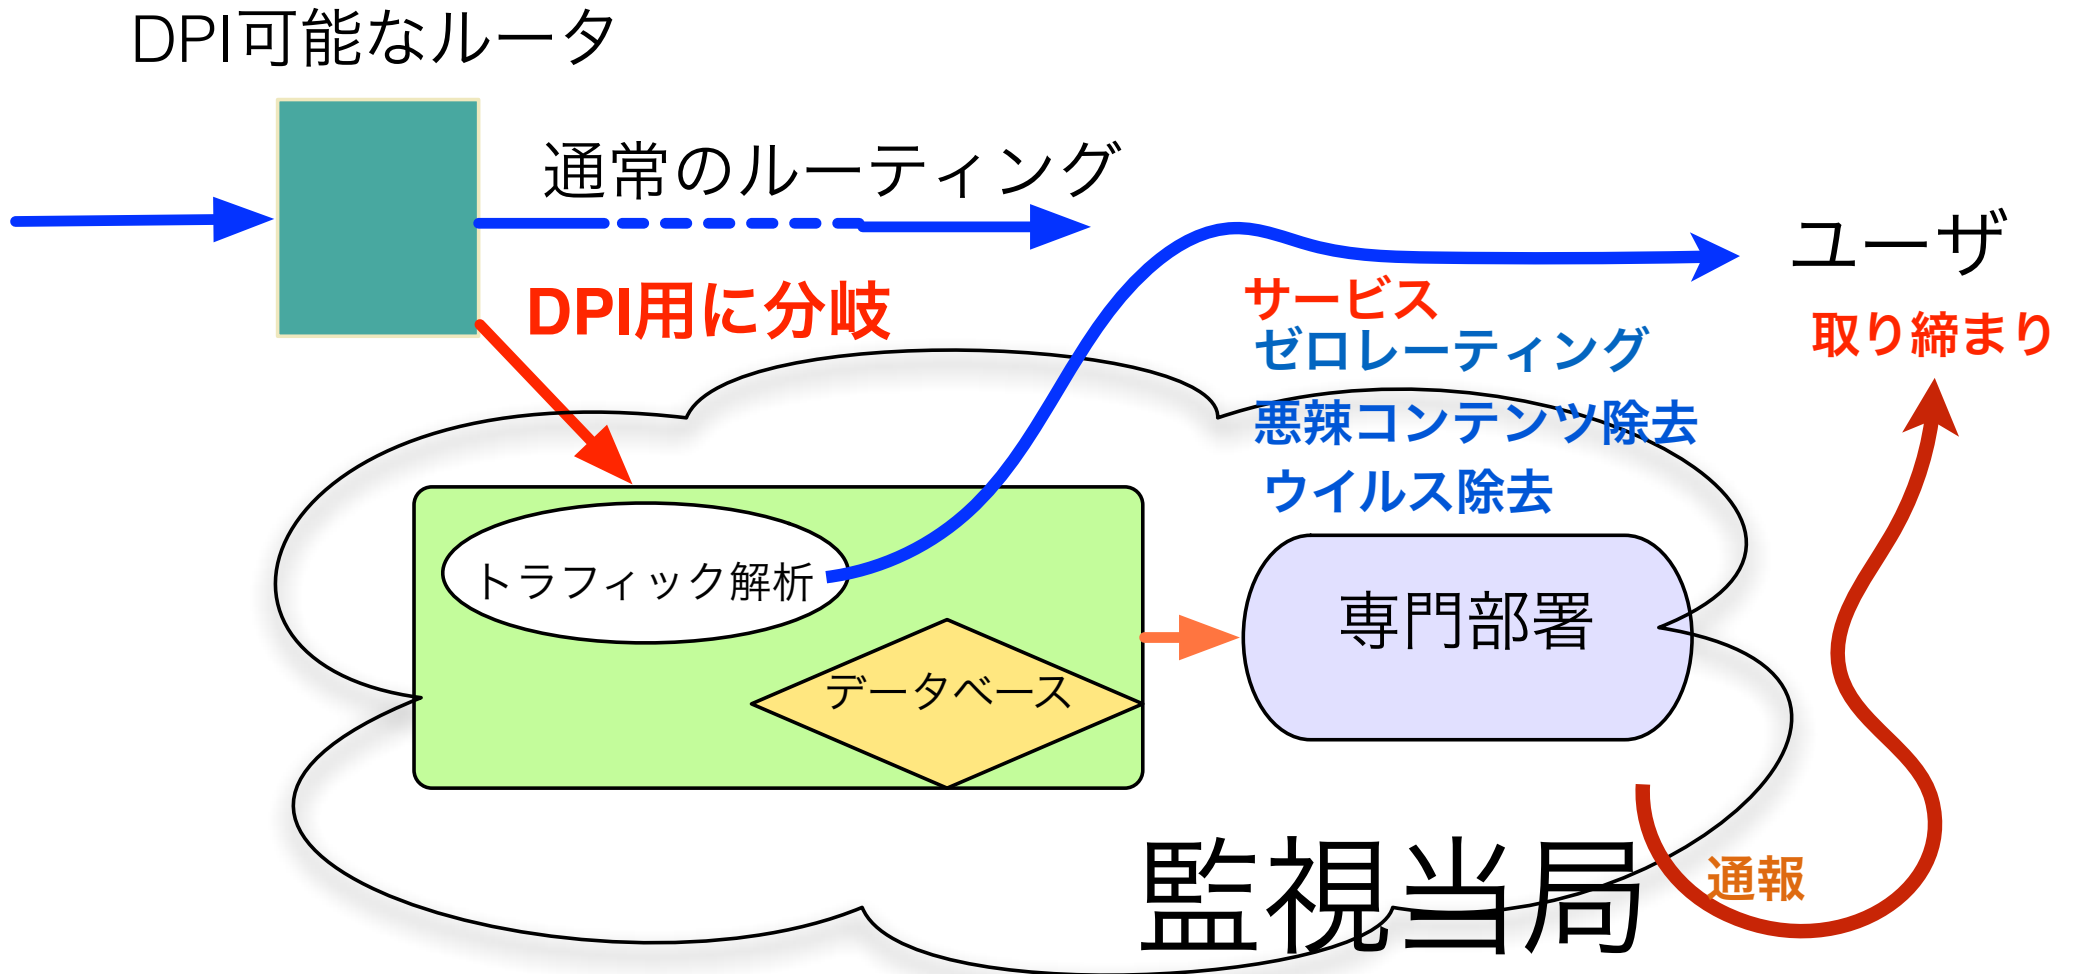 DPI可能なルータ
通常のルーティング
ユーザ
DPI用に分岐
サービス
取り締まり
ゼロレーティング
悪辣コンテンツ除去
ウイルス除去
トラフィック解析
専門部署
データベース
監視当局
通報